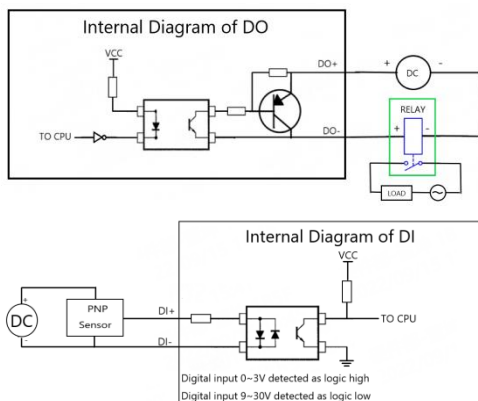 Internal Diagram of DO
VCC
DO+
+
-
DC
RELAY
TO CPU
+
-
DO-
LOAD
Internal Diagram of DI
VCC
+
DC
-
PNP
Sensor
DI+
TO CPU
DI-
Digital input 0~3V detected as logic high
Digital input 9~30V detected as logic low